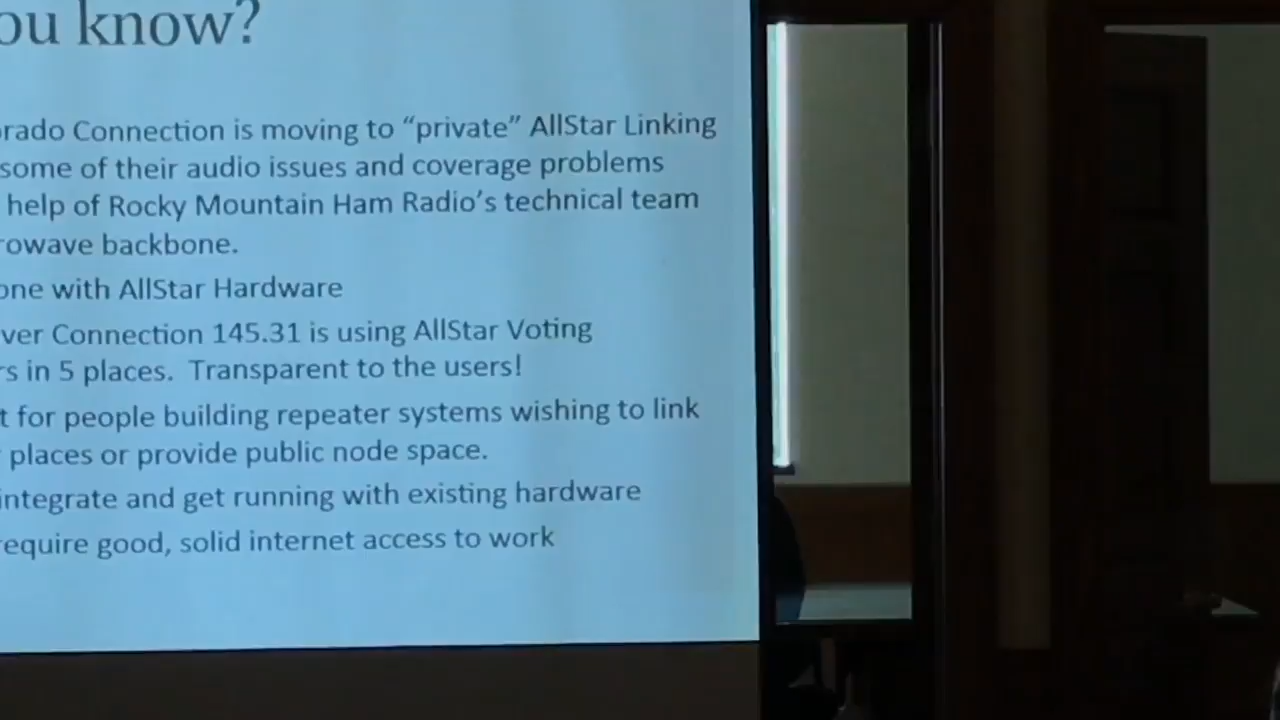 ou know?
orado Connection is moving to “private” AllStar Linking
some of their audio issues and coverage problems
help of Rocky Mountain Ham Radio’s technical team
rowave backbone.
one with AllStar Hardware
ver Connection 145.31 is using AllStar Voting
rs in 5 places. Transparent to the users!
t for people building repeater systems wishing to link
places or provide public node space.
integrate and get running with existing hardware
require good, solid internet access to work